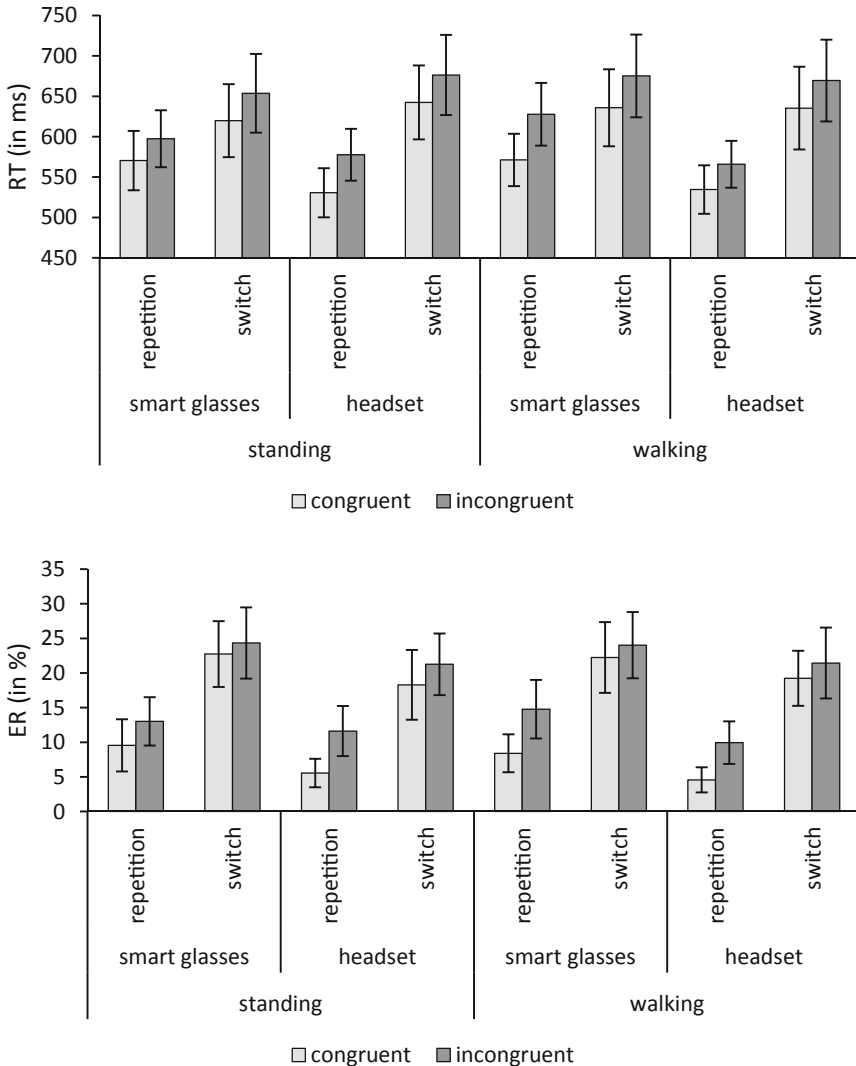 750
700
650
600
550
500
450
RT (in ms)
repetition switch repetition switch repetition switch repetition switch
smart glasses headset smart glasses headset
standing walking
congruent incongruent
35
30
25
20
15
10
5
0
ER (in %)
repetition switch repetition switch repetition switch repetition switch
smart glasses headset smart glasses headset
standing walking
congruent incongruent